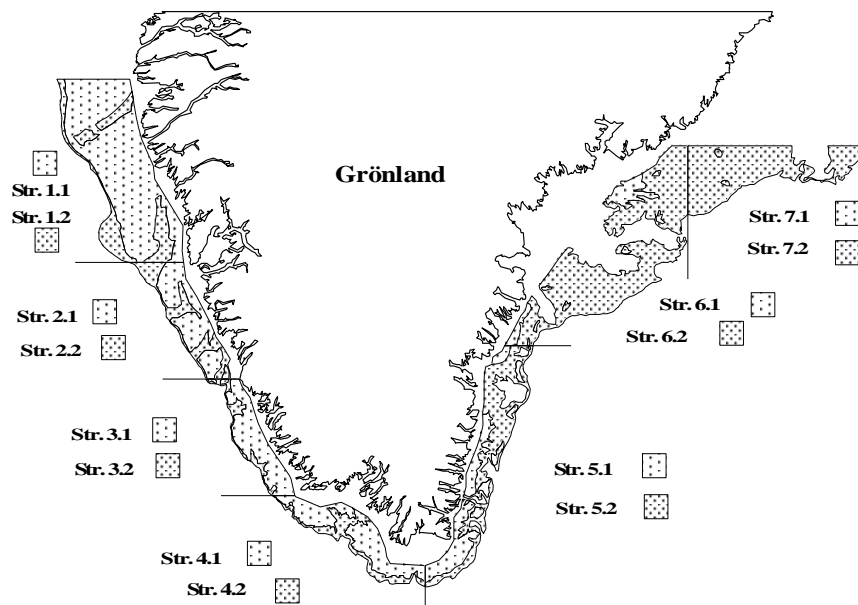 Grönland
Str. 1.1
Str. 1.2
Str. 2.1
Str. 2.2
Str. 3.1
Str. 3.2
Str. 4.1
Str. 4.2
Str. 7.1
Str. 7.2
Str. 6.1
Str. 6.2
Str. 5.1
Str. 5.2